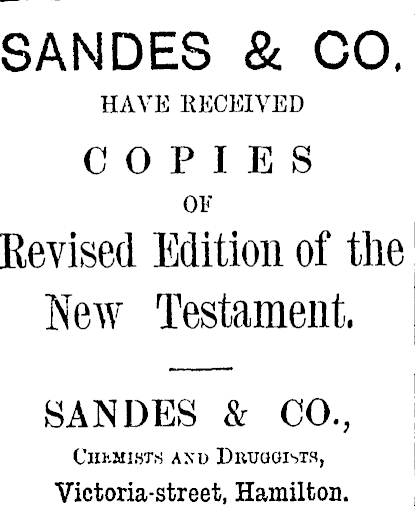 SANDES & CO.
HAVE RECEIVED
COPIES
OF
Revised Edition of the
New Testament.
SANDES & CO.,
CHEMISTS AND DRUGGISTS,
Victoria-street, Hamilton.